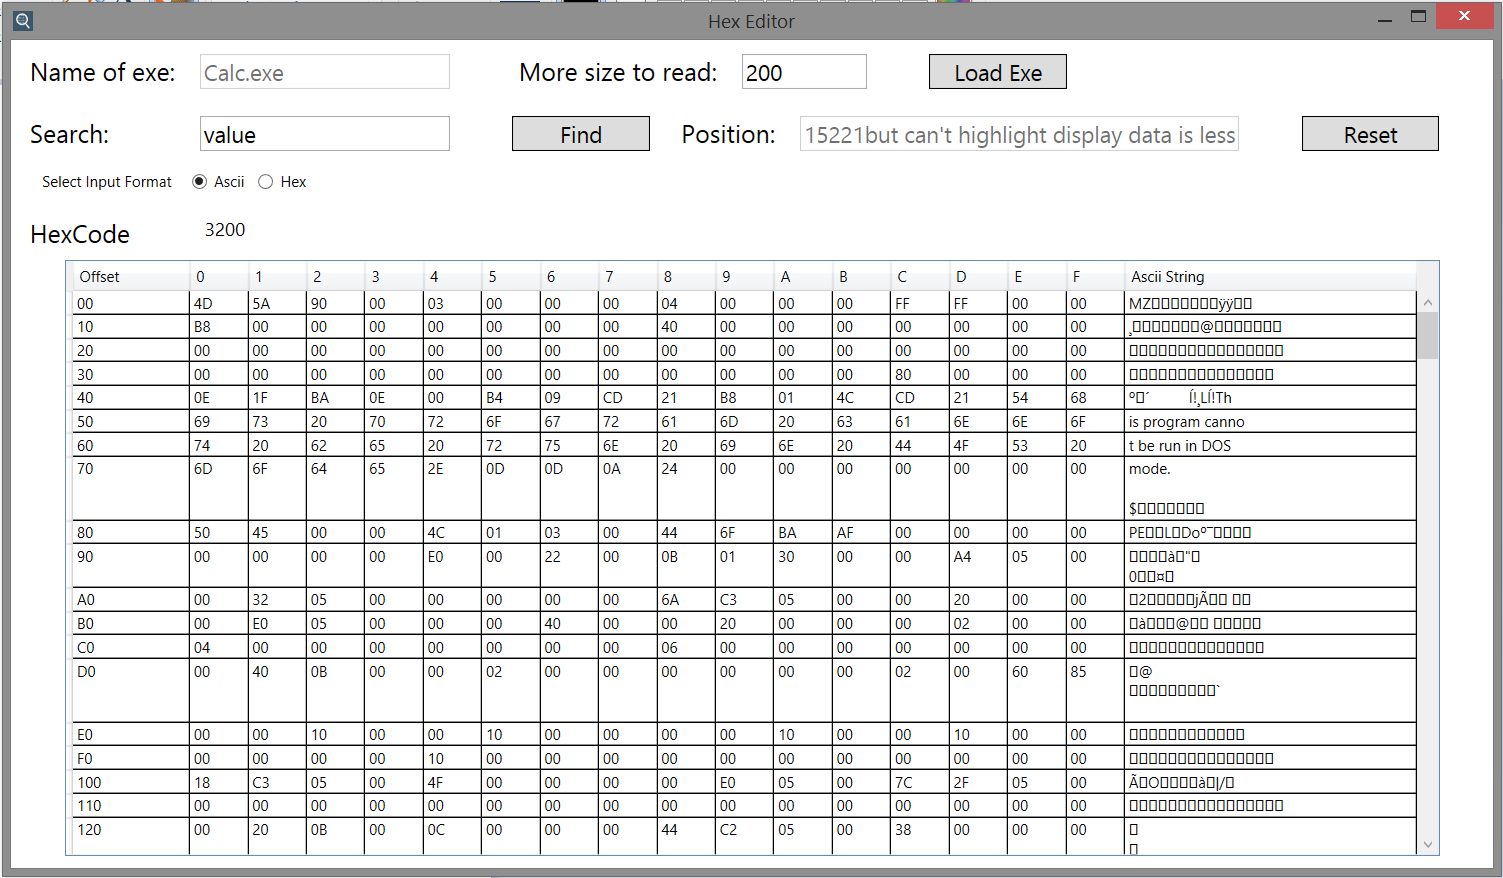 Hex Editor
Name of exe: Calc.exe More size to read: 200 Load Exe
Search: value Find Position: 15221but can't highlight display data is less Reset
Select Input Format Ascii Hex
HexCode 3200
Offset 0 1 2 3 4 5 6 7 8 9 A B C D E F Ascii String
00 4D 5A 90 00 03 00 00 00 04 00 00 00 FF FF 00 00 MZ▯▯▯▯▯▯▯ÿÿ▯▯
10 B8 00 00 00 00 00 00 00 40 00 00 00 00 00 00 00 ¸▯▯▯▯▯▯▯@▯▯▯▯▯▯▯
20 00 00 00 00 00 00 00 00 00 00 00 00 00 00 00 00 ▯▯▯▯▯▯▯▯▯▯▯▯▯▯▯▯
30 00 00 00 00 00 00 00 00 00 00 00 00 80 00 00 00 ▯▯▯▯▯▯▯▯▯▯▯▯▯▯▯
40 0E 1F BA 0E 00 B4 09 CD 21 B8 01 4C CD 21 54 68 º▯´ Í!¸LÍ!Th
50 69 73 20 70 72 6F 67 72 61 6D 20 63 61 6E 6E 6F is program canno
60 74 20 62 65 20 72 75 6E 20 69 6E 20 44 4F 53 20 t be run in DOS
70 6D 6F 64 65 2E 0D 0D 0A 24 00 00 00 00 00 00 00 mode.
$▯▯▯▯▯▯▯
80 50 45 00 00 4C 01 03 00 44 6F BA AF 00 00 00 00 PE▯▯L▯Doº¯▯▯▯▯
90 00 00 00 00 E0 00 22 00 0B 01 30 00 00 A4 05 00 ▯▯▯▯à▯"▯
0▯▯¤▯
A0 00 32 05 00 00 00 00 00 6A C3 05 00 00 20 00 00 ▯2▯▯▯▯▯jÃ▯▯ ▯▯
B0 00 E0 05 00 00 00 40 00 00 20 00 00 00 02 00 00 ▯à▯▯▯@▯▯ ▯▯▯▯▯
C0 04 00 00 00 00 00 00 00 06 00 00 00 00 00 00 00 ▯▯▯▯▯▯▯▯▯▯▯▯▯▯
D0 00 40 0B 00 00 02 00 00 00 00 00 00 02 00 60 85 ▯@
▯▯▯▯▯▯▯▯▯`
E0 00 00 10 00 00 10 00 00 00 00 10 00 00 10 00 00 ▯▯▯▯▯▯▯▯▯▯▯▯
F0 00 00 00 00 10 00 00 00 00 00 00 00 00 00 00 00 ▯▯▯▯▯▯▯▯▯▯▯▯▯▯▯
100 18 C3 05 00 4F 00 00 00 00 E0 05 00 7C 2F 05 00 Ã▯O▯▯▯▯à▯|/▯
110 00 00 00 00 00 00 00 00 00 00 00 00 00 00 00 00 ▯▯▯▯▯▯▯▯▯▯▯▯▯▯▯▯
120 00 20 0B 00 0C 00 00 00 44 C2 05 00 38 00 00 00 ▯
▯